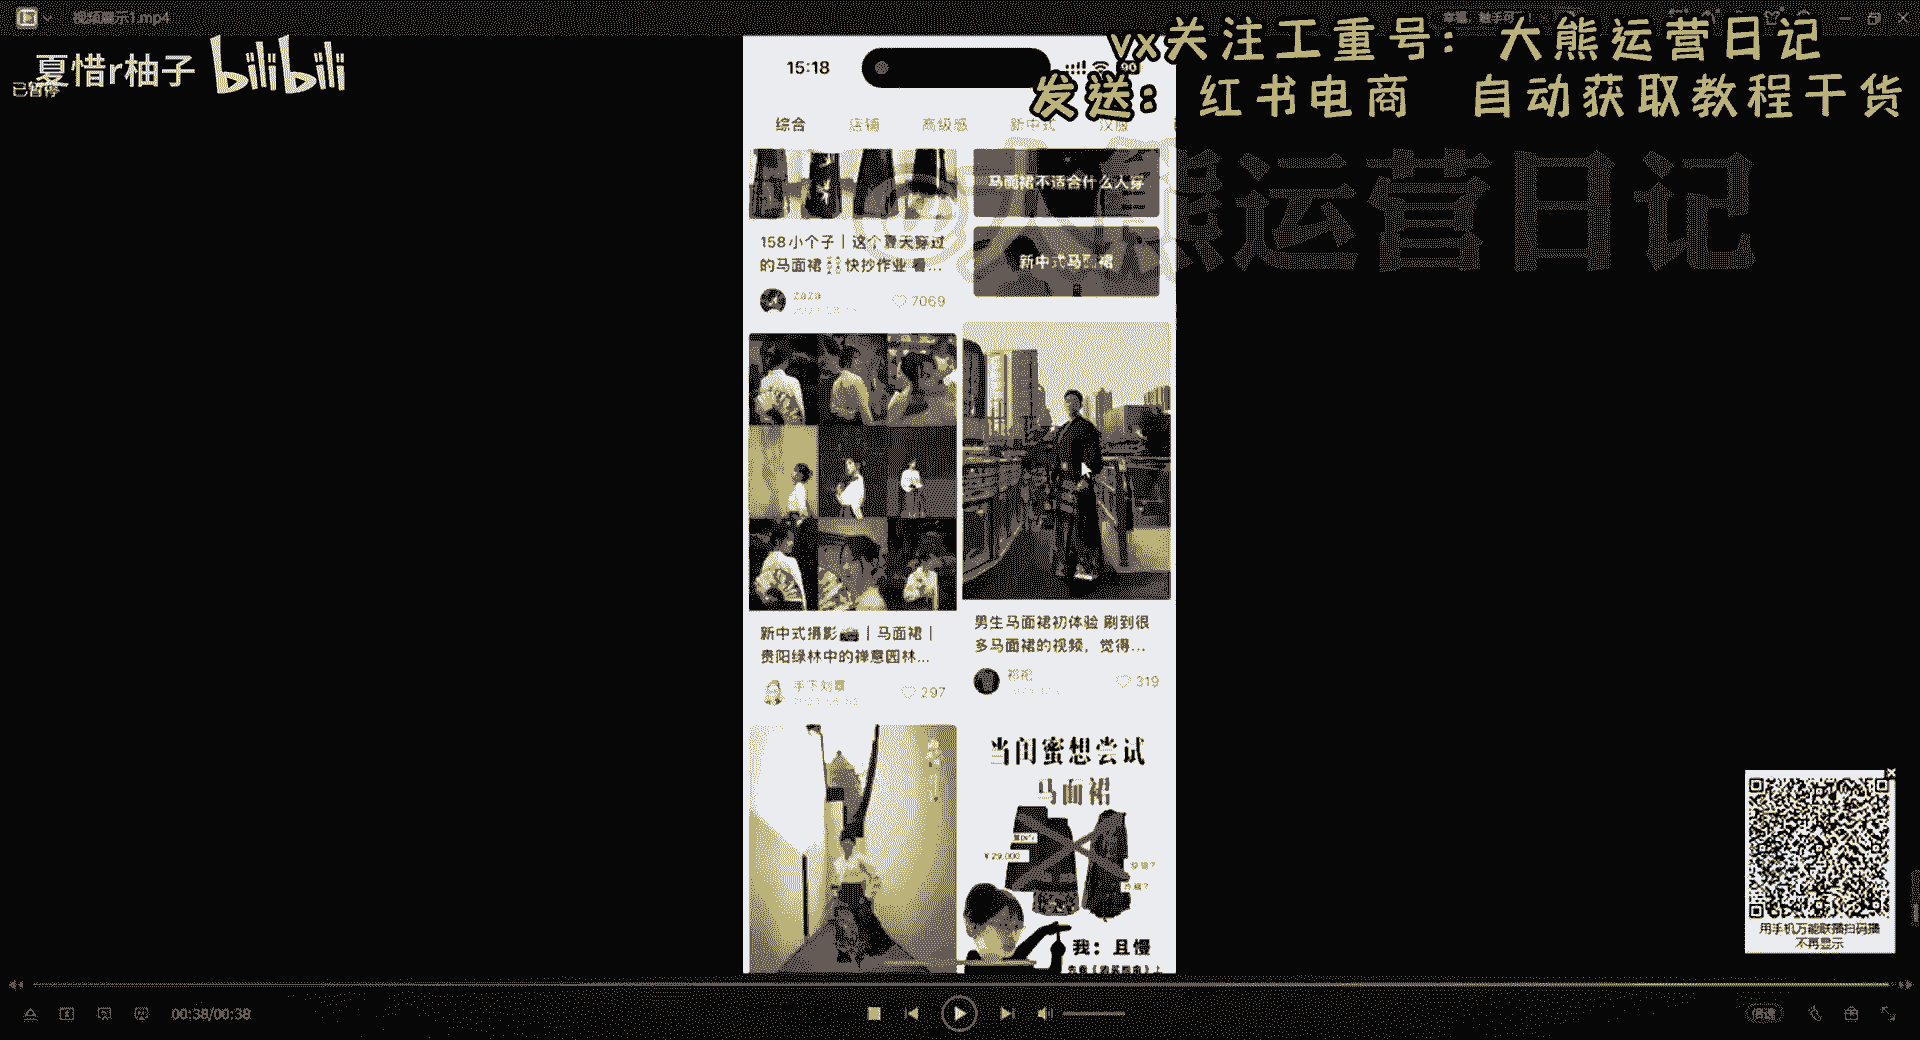 视频展示1.mp4
夏惜r柚子 bilibili
已暂停
vx关注工重号：大熊运营日记
发送：红书电商 自动获取教程干货
大熊运营日记
15:18
90
综合 店铺 高级感 新中式 汉服
马面裙不适合什么人穿
新中式马面裙
158小个子｜这个夏天穿过
的马面裙 快抄作业 看...
zaza
7069
新中式摄影📷｜马面裙｜
贵阳绿林中的禅意园林...
手下刘章
297
男生马面裙初体验 刷到很
多马面裙的视频，觉得...
319
当闺蜜想尝试
马面裙
¥29,000
我：且慢
用手机万能联播扫码播
不再显示
00:38/00:38
倍速